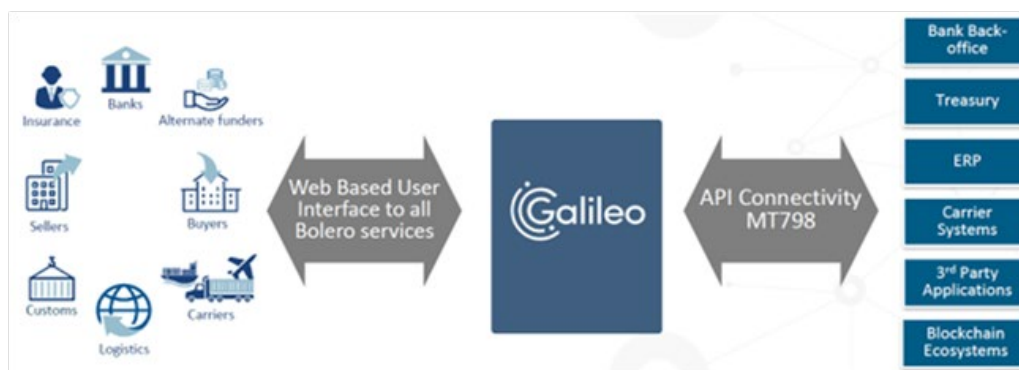 Insurance
Banks
Alternate funders
Sellers
Buyers
Customs
Logistics
Carriers
Web Based User
Interface to all
Bolero services
Galileo
API Connectivity
MT798
Bank Back-
office
Treasury
ERP
Carrier
Systems
3rd Party
Applications
Blockchain
Ecosystems